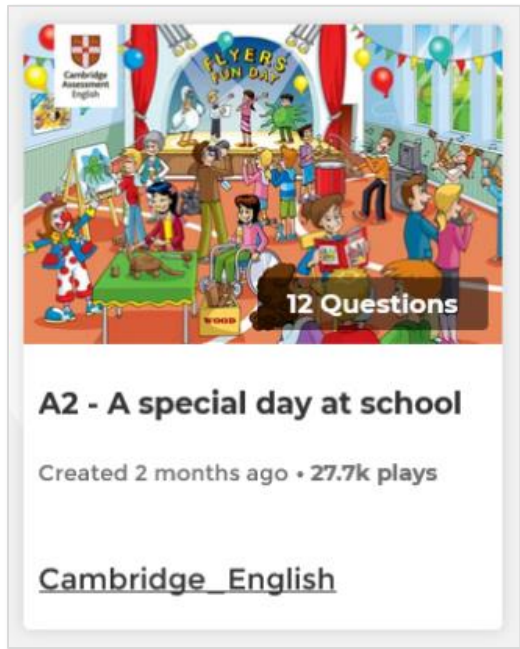 Cambridge
Assessment
English
FLYERS
FUN DAY
WOOD
12 Questions
A2 - A special day at school
Created 2 months ago • 27.7k plays
Cambridge_English